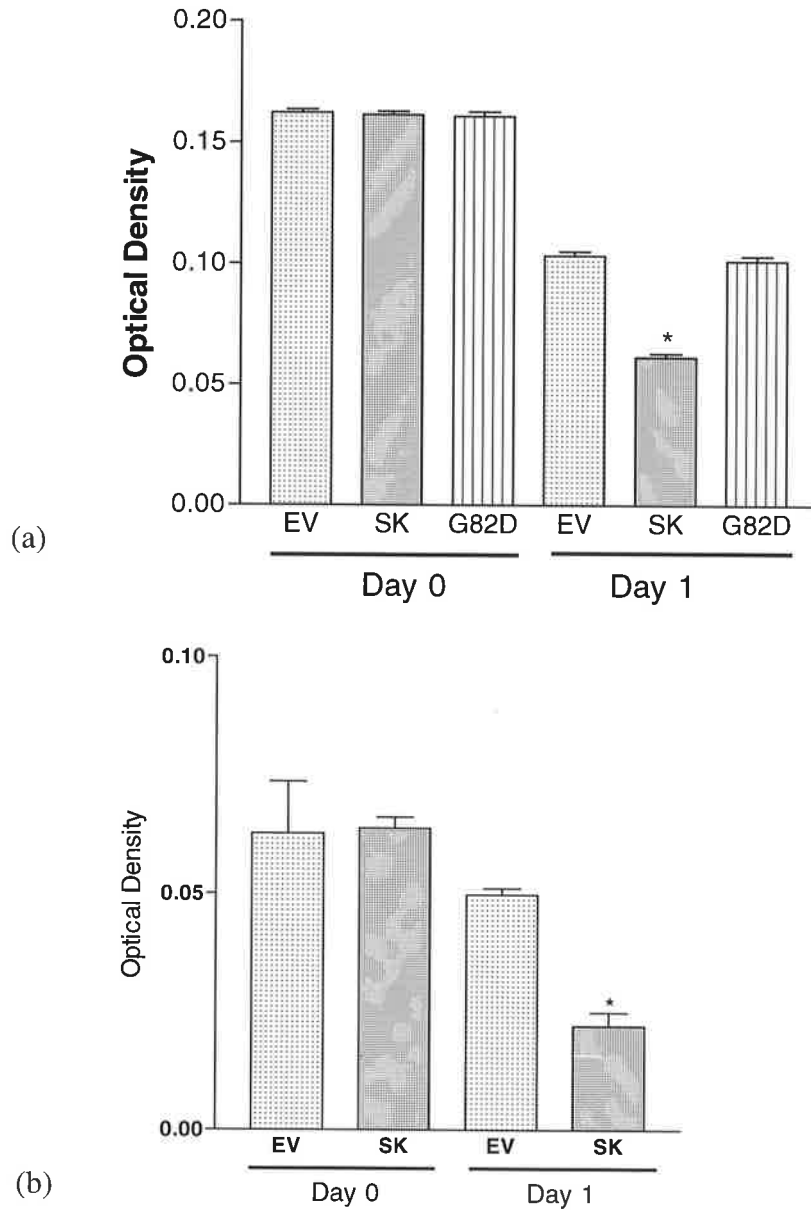 0.20
0.15
0.10
0.05
0.00
Optical Density
*
EV SK G82D EV SK G82D
Day 0 Day 1
(a)
0.10
0.05
0.00
Optical Density
*
EV SK EV SK
Day 0 Day 1
(b)